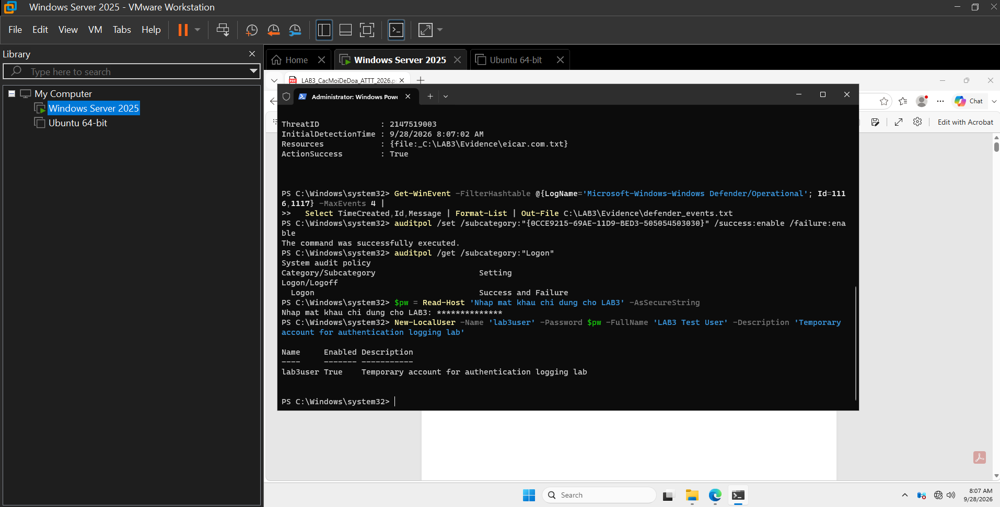 Windows Server 2025 - VMware Workstation
File Edit View VM Tabs Help
Library
Type here to search
My Computer
Windows Server 2025
Ubuntu 64-bit
Home
Windows Server 2025
Ubuntu 64-bit
LAB3_CacMoiDeDoa_ATTT_2026.p
Chat
Edit with Acrobat
Administrator: Windows Powe
ThreatID : 2147519003
InitialDetectionTime : 9/28/2026 8:07:02 AM
Resources : {file:_C:\LAB3\Evidence\eicar.com.txt}
ActionSuccess : True
PS C:\Windows\system32> Get-WinEvent -FilterHashtable @{LogName='Microsoft-Windows-Windows Defender/Operational'; Id=111
6,1117} -MaxEvents 4 |
>> Select TimeCreated,Id,Message | Format-List | Out-File C:\LAB3\Evidence\defender_events.txt
PS C:\Windows\system32> auditpol /set /subcategory:"{0CCE9215-69AE-11D9-BED3-505054503030}" /success:enable /failure:ena
ble
The command was successfully executed.
PS C:\Windows\system32> auditpol /get /subcategory:"Logon"
System audit policy
Category/Subcategory Setting
Logon/Logoff
Logon Success and Failure
PS C:\Windows\system32> $pw = Read-Host 'Nhap mat khau chi dung cho LAB3' -AsSecureString
Nhap mat khau chi dung cho LAB3: **************
PS C:\Windows\system32> New-LocalUser -Name 'lab3user' -Password $pw -FullName 'LAB3 Test User' -Description 'Temporary
account for authentication logging lab'
Name Enabled Description
---- ------- -----------
lab3user True Temporary account for authentication logging lab
PS C:\Windows\system32>
Search
8:07 AM
9/28/2026